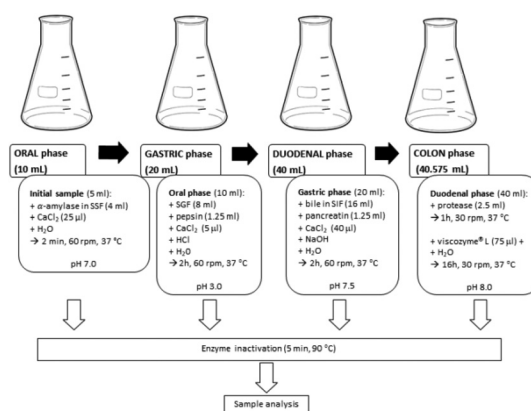 ORAL phase
(10 mL)
GASTRIC phase
(20 mL)
DUODENAL phase
(40 mL)
COLON phase
(40.575 mL)
Initial sample (5 ml):
+ α-amylase in SSF (4 ml)
+ CaCl₂ (25 µl)
+ H₂O
→ 2 min, 60 rpm, 37 °C
pH 7.0
Oral phase (10 ml):
+ SGF (8 ml)
+ pepsin (1.25 ml)
+ CaCl₂ (5 µl)
+ HCl
+ H₂O
→ 2h, 60 rpm, 37 °C
pH 3.0
Gastric phase (20 ml):
+ bile in SIF (16 ml)
+ pancreatin (1.25 ml)
+ CaCl₂ (40 µl)
+ NaOH
+ H₂O
→ 2h, 60 rpm, 37 °C
pH 7.5
Duodenal phase (40 ml)
+ protease (2.5 ml)
→ 1h, 30 rpm, 37 °C
+ viscozyme® L (75 µl) +
+ H₂O
→ 16h, 30 rpm, 37 °C
pH 8.0
Enzyme inactivation (5 min, 90 °C)
Sample analysis